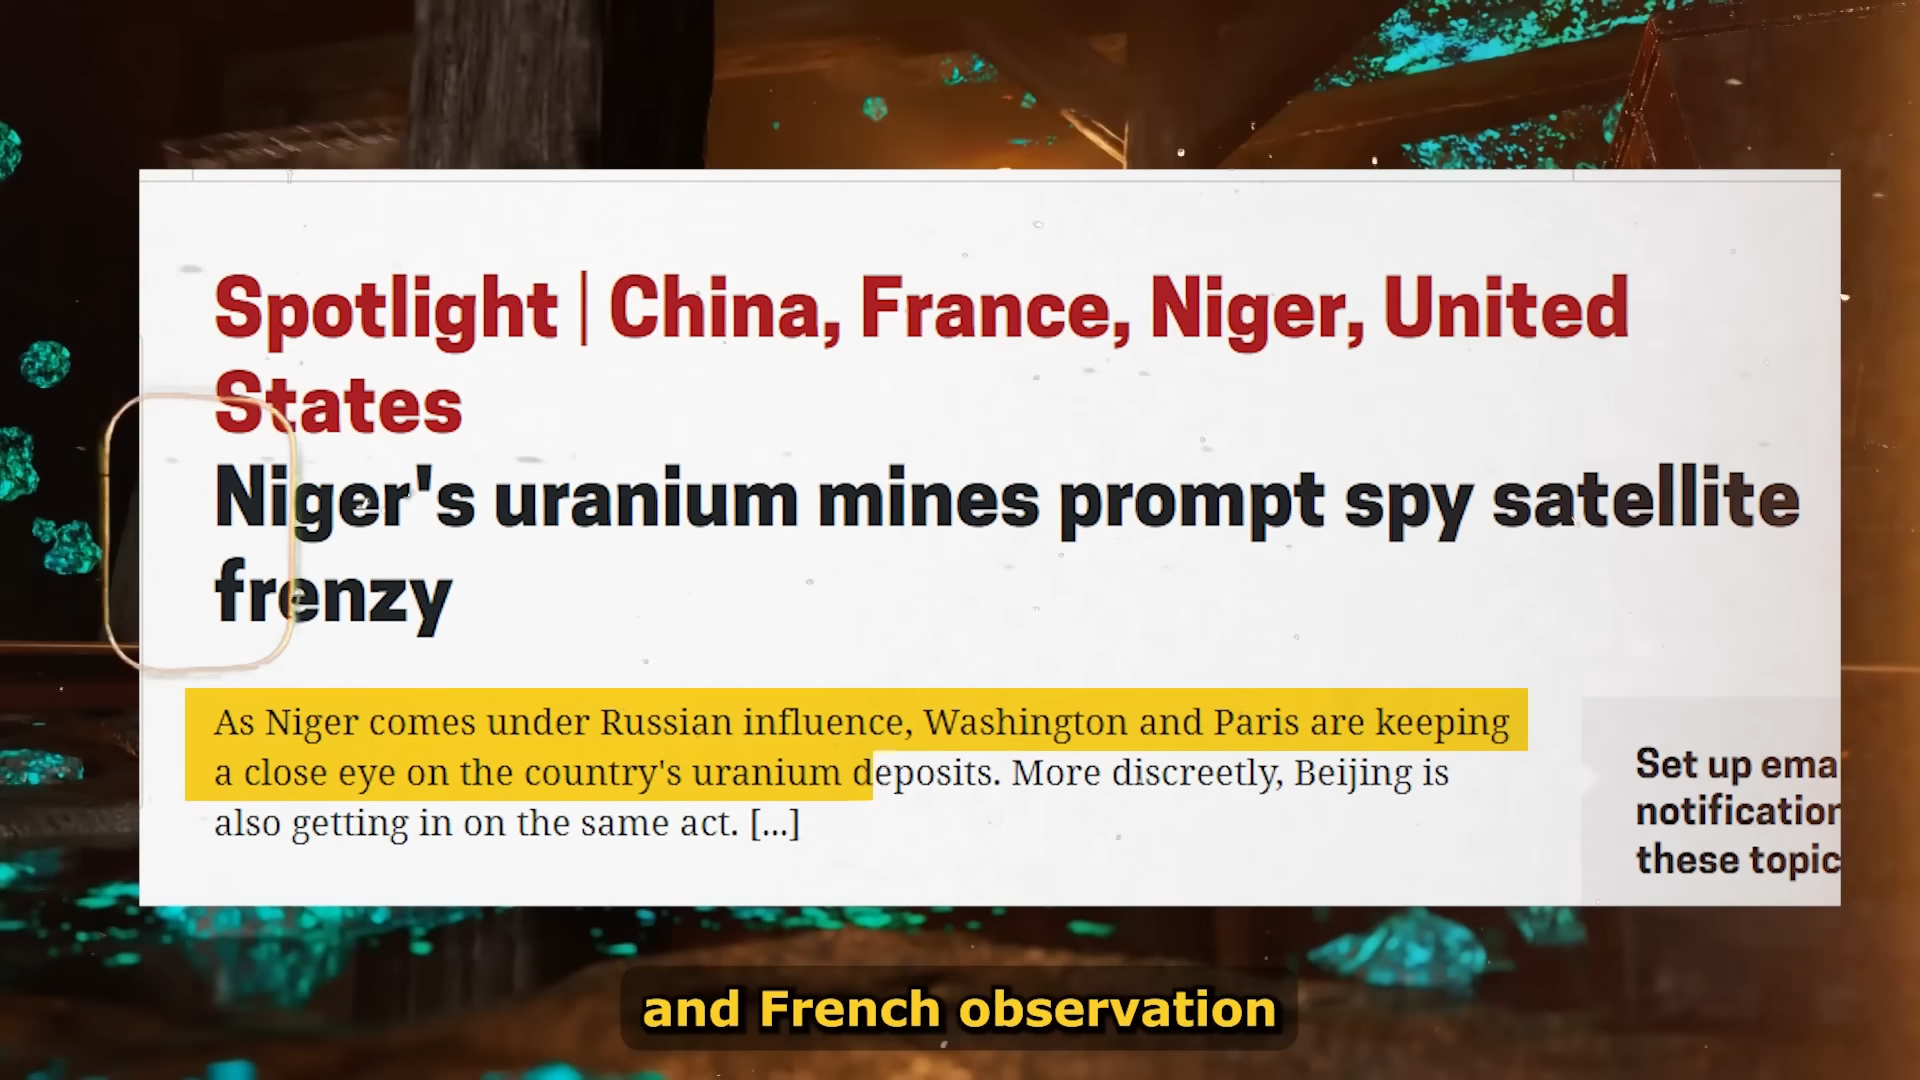 Spotlight | China, France, Niger, United
States
Niger's uranium mines prompt spy satellite
frenzy
As Niger comes under Russian influence, Washington and Paris are keeping
a close eye on the country's uranium deposits. More discreetly, Beijing is
also getting in on the same act. [...]
Set up ema
notification
these topic
and French observation